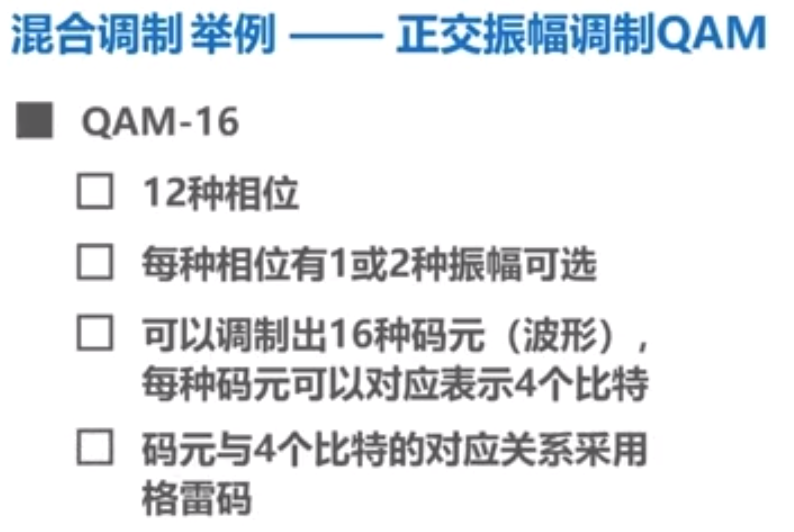 混合调制 举例 —— 正交振幅调制QAM
QAM-16
12种相位
每种相位有1或2种振幅可选
可以调制出16种码元（波形），
每种码元可以对应表示4个比特
码元与4个比特的对应关系采用
格雷码